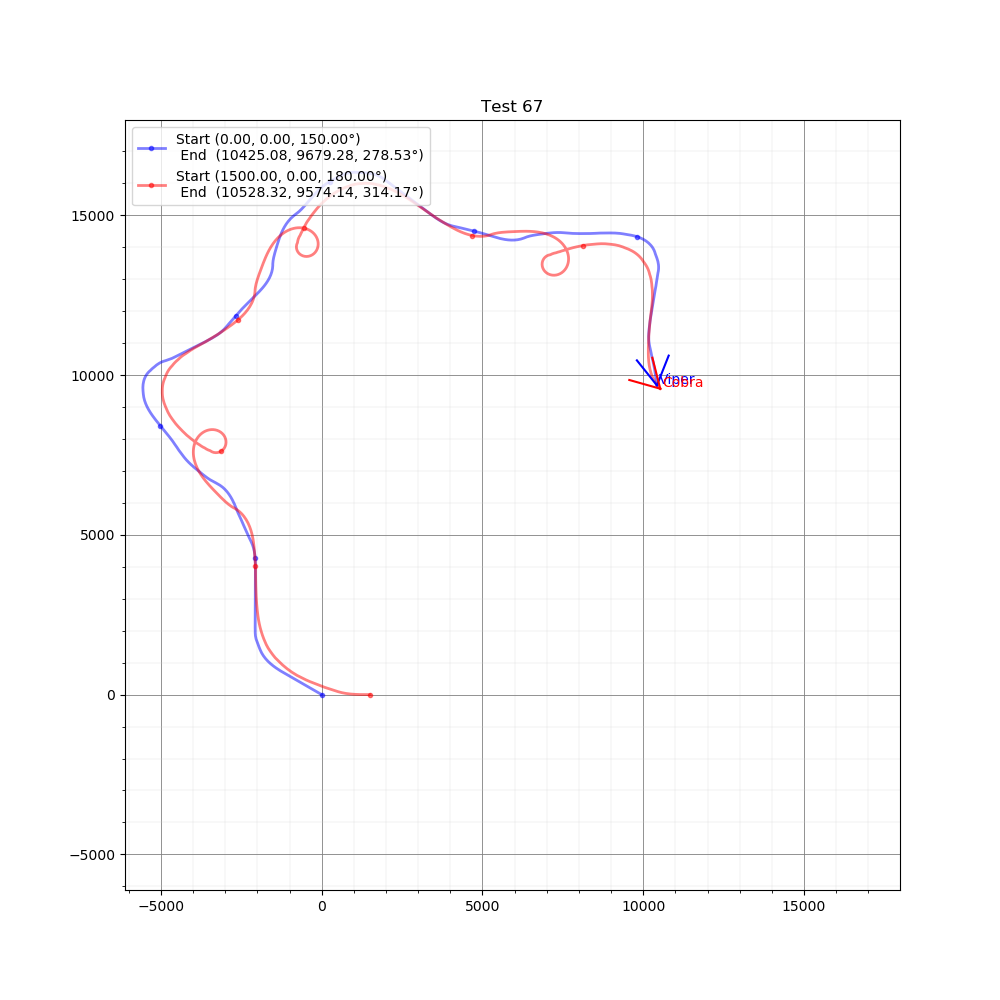 Test 67
Start (0.00, 0.00, 150.00°)
End (10425.08, 9679.28, 278.53°)
Start (1500.00, 0.00, 180.00°)
End (10528.32, 9574.14, 314.17°)
15000
10000
5000
0
−5000
Viper
Cobra
−5000 0 5000 10000 15000